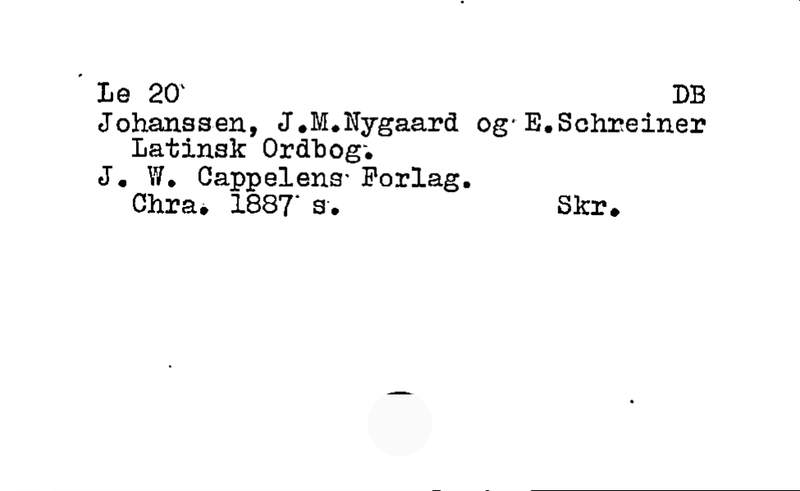 Le 20 DB
Johanssen, J.M.Nygaard og E.Schreiner
Latinsk Ordbog.
J. W. Cappelens Forlag.
Chra. 1887 s. Skr.